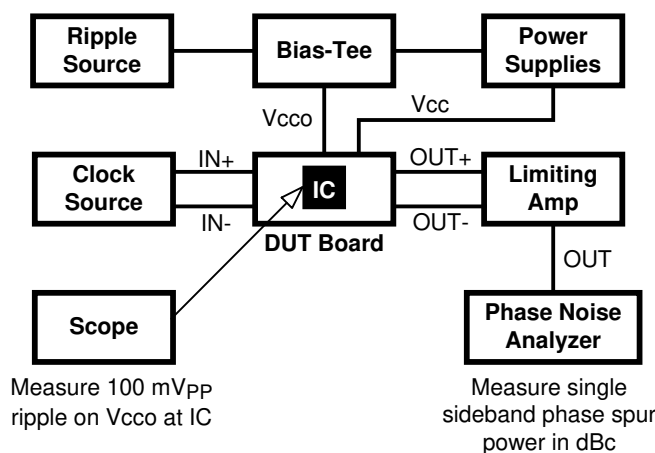 Ripple
Source
Bias-Tee
Power
Supplies
Vcco
Vcc
Clock
Source
IN+
IN-
IC
DUT Board
OUT+
OUT-
Limiting
Amp
OUT
Scope
Phase Noise
Analyzer
Measure 100 mVPP
ripple on Vcco at IC
Measure single
sideband phase spur
power in dBc